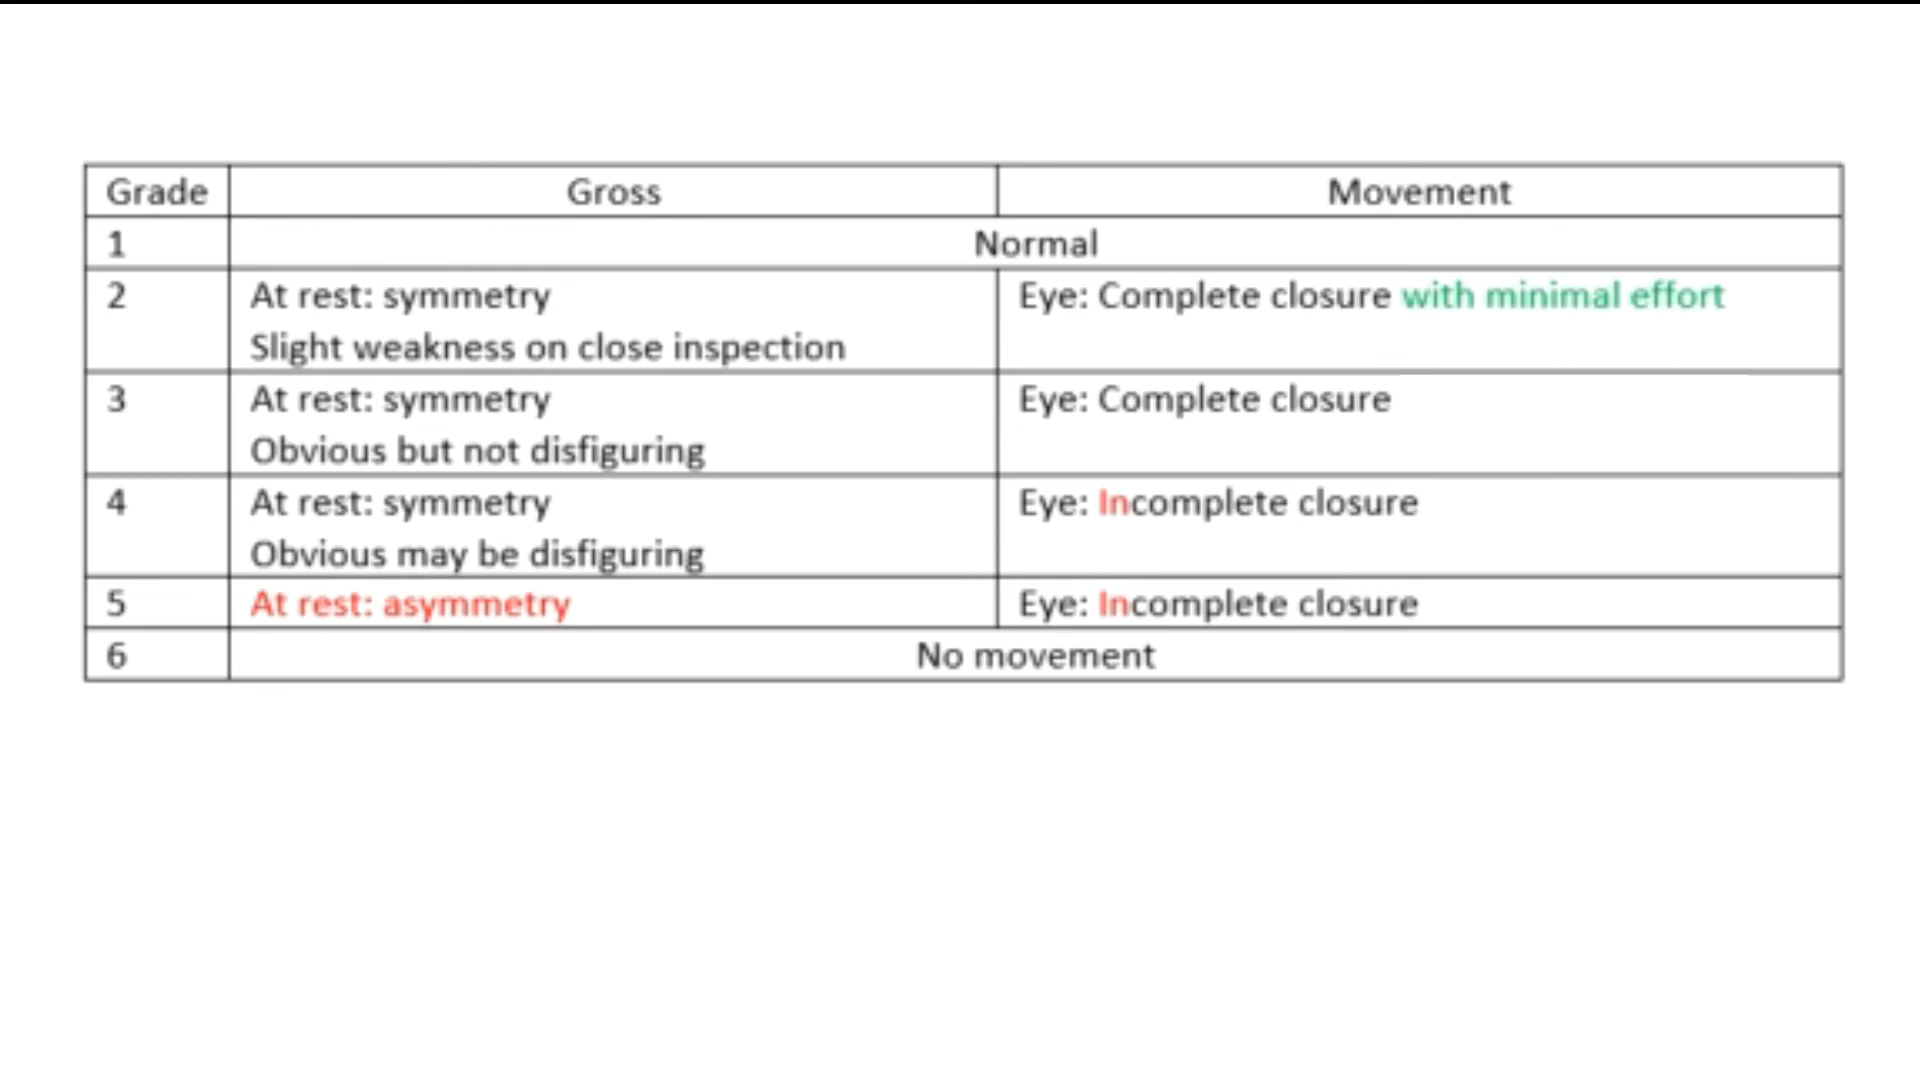 Grade Gross Movement
1 Normal
2 At rest: symmetry Eye: Complete closure with minimal effort
Slight weakness on close inspection
3 At rest: symmetry Eye: Complete closure
Obvious but not disfiguring
4 At rest: symmetry Eye: Incomplete closure
Obvious may be disfiguring
5 At rest: asymmetry Eye: Incomplete closure
6 No movement